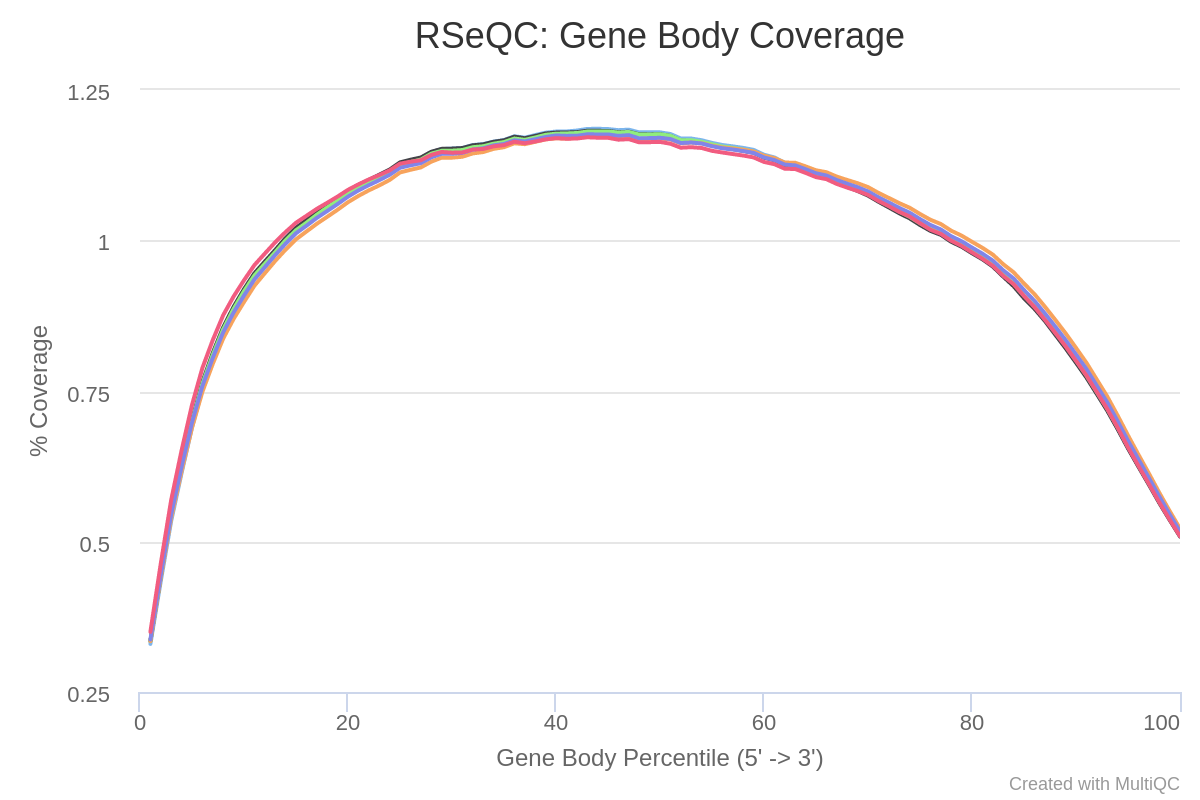 RSeQC: Gene Body Coverage
1.25
1
0.75
0.5
0.25
% Coverage
0 20 40 60 80 100
Gene Body Percentile (5' -> 3')
Created with MultiQC